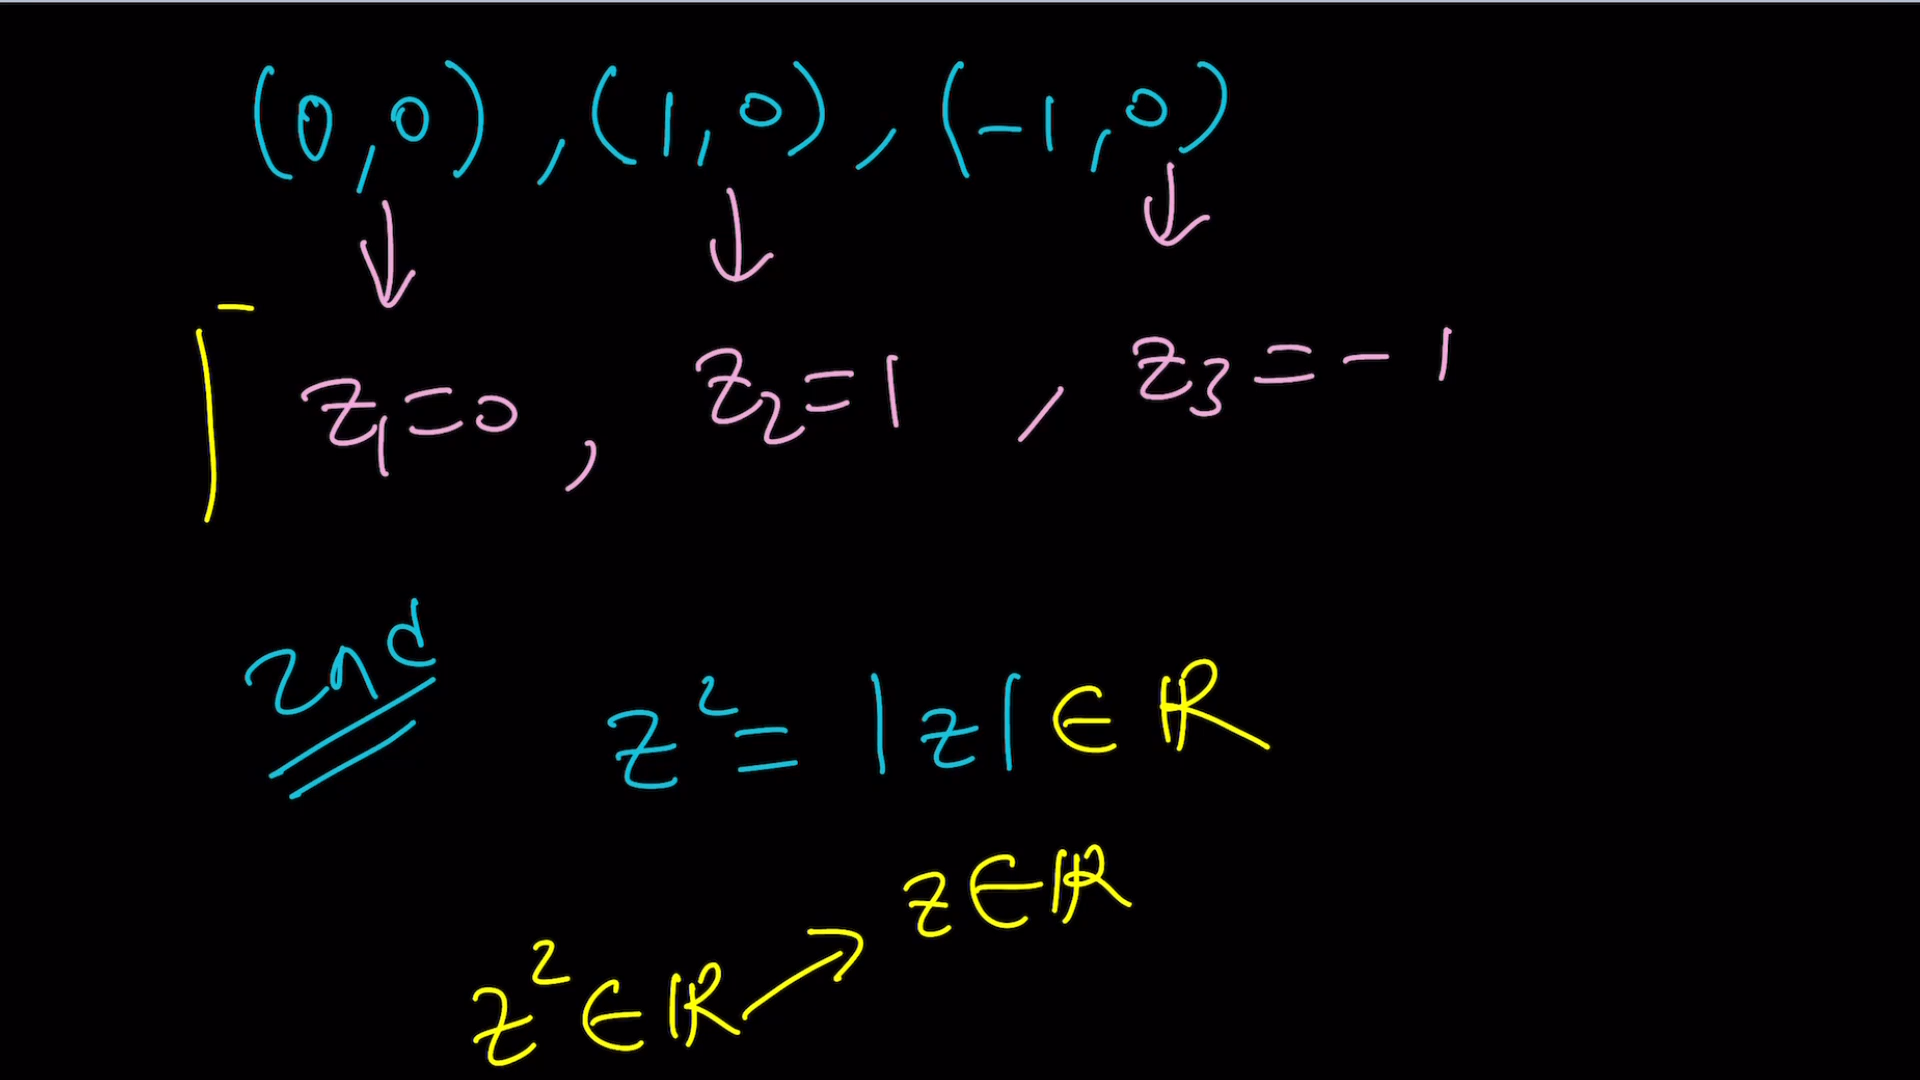 (0,0) , (1,0) , (-1,0)
↓ ↓ ↓
z₁=0 , z₂=1 , z₃=-1
2nd z²= |z| ∈ ℝ
z∈ℝ
z²∈ℝ →